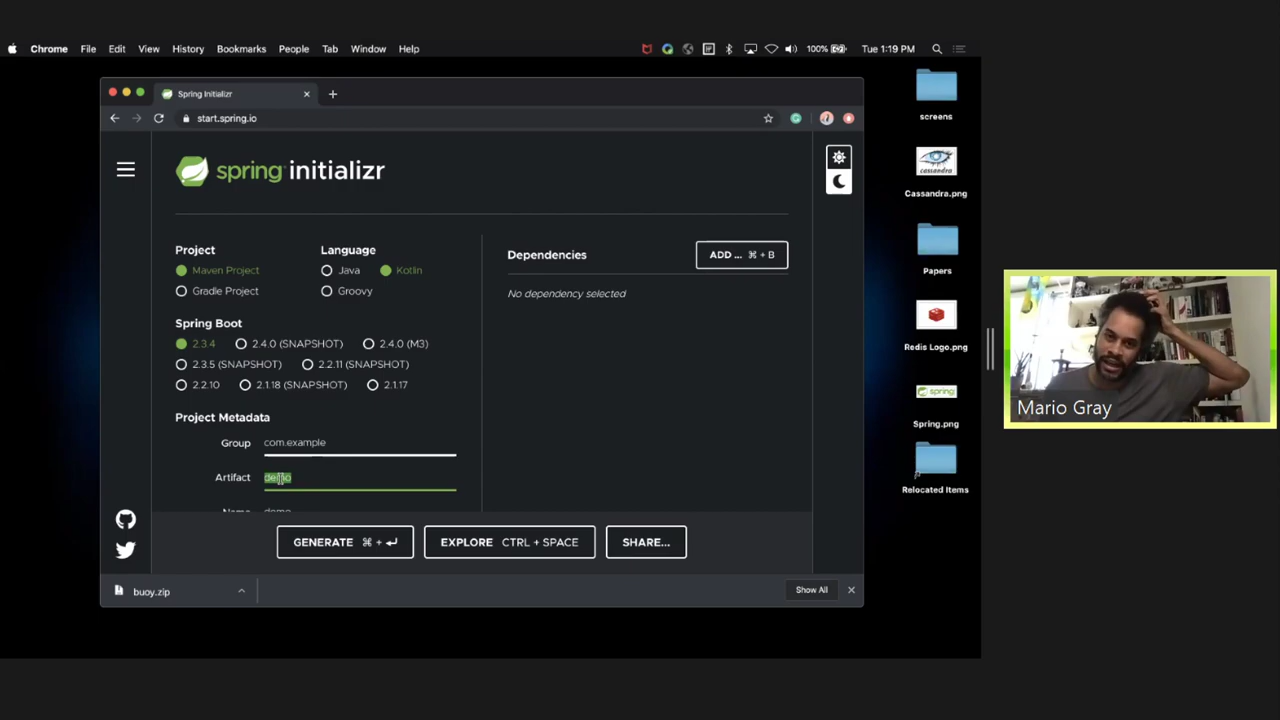 Chrome File Edit View History Bookmarks People Tab Window Help
100% Tue 1:19 PM
Spring Initializr
start.spring.io
spring initializr
Project
Language
Maven Project
Java
Kotlin
Gradle Project
Groovy
Spring Boot
2.3.4
2.4.0 (SNAPSHOT)
2.4.0 (M3)
2.3.5 (SNAPSHOT)
2.2.11 (SNAPSHOT)
2.2.10
2.1.18 (SNAPSHOT)
2.1.17
Project Metadata
Group com.example
Artifact demo
Name demo
Dependencies
ADD ... ⌘ + B
No dependency selected
GENERATE ⌘ + ↵
EXPLORE CTRL + SPACE
SHARE...
buoy.zip
Show All
screens
cassandra
Cassandra.png
Papers
Redis Logo.png
spring
Spring.png
Relocated Items
Mario Gray